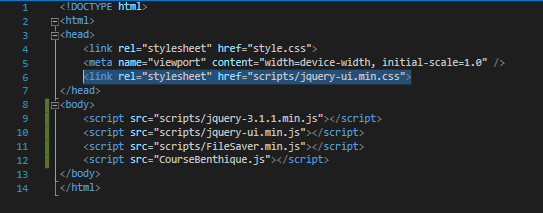 1 <!DOCTYPE html>
2 <html>
3 <head>
4 <link rel="stylesheet" href="style.css">
5 <meta name="viewport" content="width=device-width, initial-scale=1.0" />
6 <link rel="stylesheet" href="scripts/jquery-ui.min.css">
7 </head>
8 <body>
9 <script src="scripts/jquery-3.1.1.min.js"></script>
10 <script src="scripts/jquery-ui.min.js"></script>
11 <script src="scripts/FileSaver.min.js"></script>
12 <script src="CourseBenthique.js"></script>
13 </body>
14 </html>